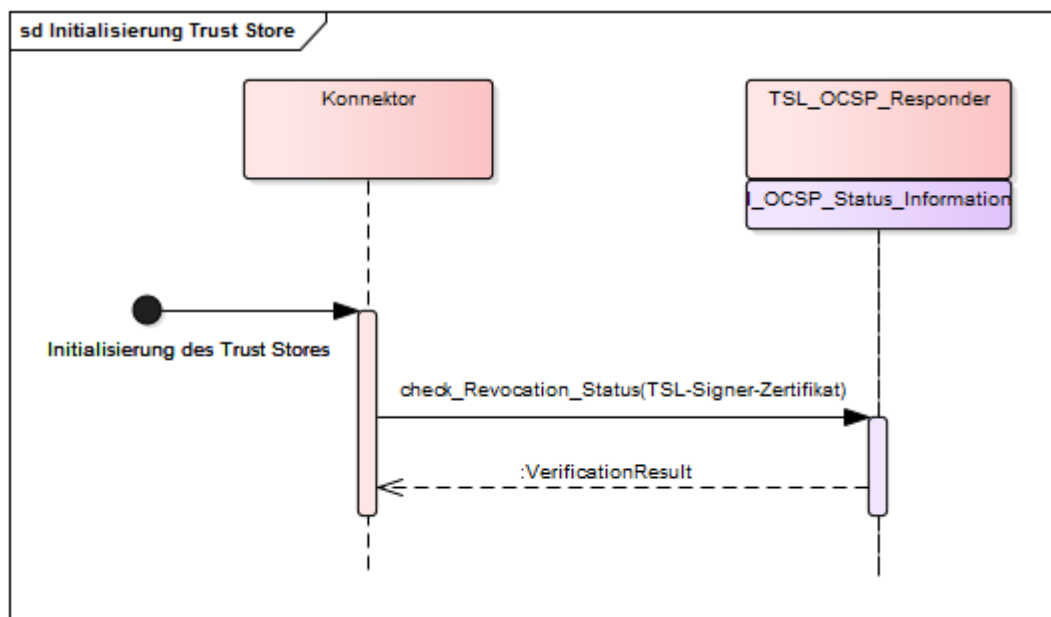 sd Initialisierung Trust Store
Konnektor
TSL_OCSP_Responder
I_OCSP_Status_Information
Initialisierung des Trust Stores
check_Revocation_Status(TSL-Signer-Zertifikat)
:VerificationResult